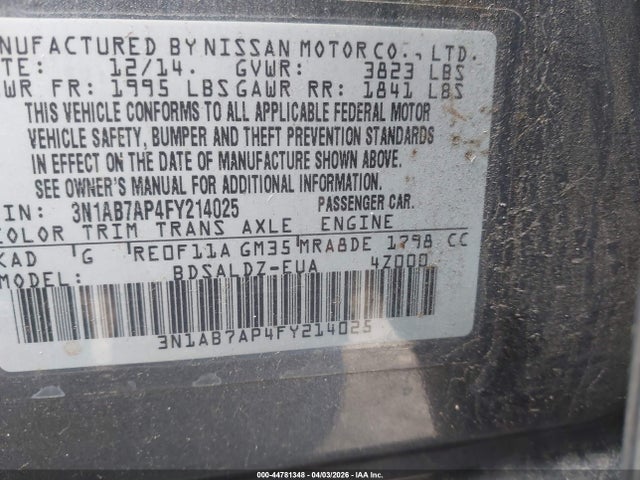 NUFACTURED BY NISSAN MOTOR CO., LTD.
TE: 12/14. GVWR: 3823 LBS
WR FR: 1995 LBS GAWR RR: 1841 LBS
THIS VEHICLE CONFORMS TO ALL APPLICABLE FEDERAL MOTOR
VEHICLE SAFETY, BUMPER AND THEFT PREVENTION STANDARDS
IN EFFECT ON THE DATE OF MANUFACTURE SHOWN ABOVE.
SEE OWNER'S MANUAL FOR ADDITIONAL INFORMATION.
IN: 3N1AB7AP4FY214025 PASSENGER CAR.
COLOR TRIM TRANS AXLE ENGINE
KAD G RE0F11A GM35 MRA8DE 1798 CC
MODEL: BDSALDZ-EUA 4Z000
3N1AB7AP4FY214025
000-44781348 - 04/03/2026 - IAA Corp.